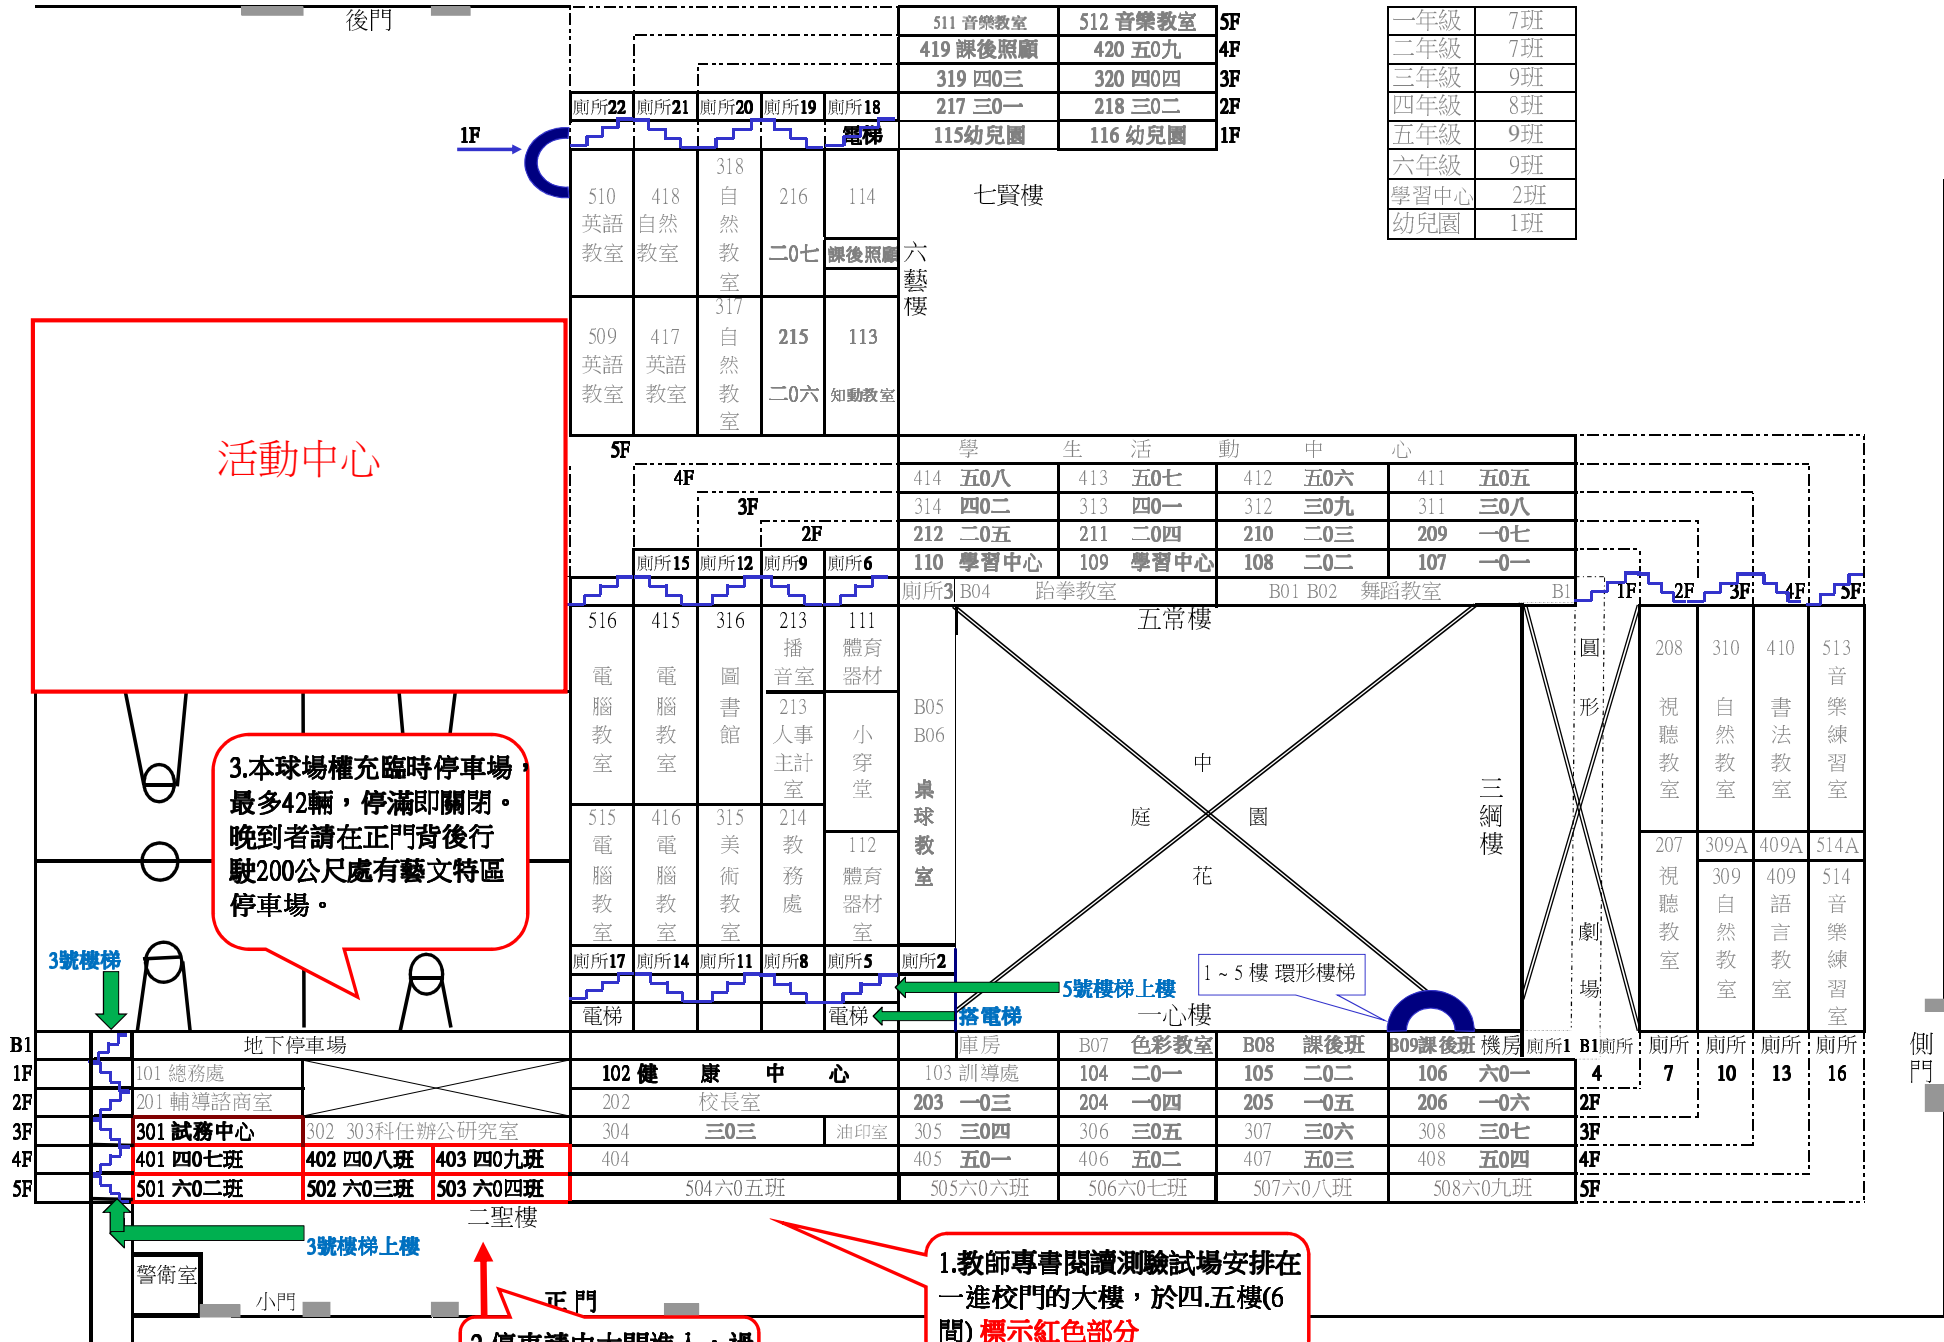 後門
511 音樂教室 512 音樂教室 5F
419 課後照顧 420 五0九 4F
319 四0三 320 四0四 3F
217 三0一 218 三0二 2F
115幼兒園 116 幼兒園 1F
一年級 7班
二年級 7班
三年級 9班
四年級 8班
五年級 9班
六年級 9班
學習中心 2班
幼兒園 1班
廁所22 廁所21 廁所20 廁所19 廁所18
1F
電梯
510 英語教室
418 自然教室
318 自然教室
216 二0七
114 課後照顧
七賢樓
六藝樓
509 英語教室
417 英語教室
317 自然教室
215 二0六
113 知動教室
活動中心
5F
4F
3F
2F
學生活動中心
414 五0八 413 五0七 412 五0六 411 五0五
314 四0二 313 四0一 312 三0九 311 三0八
212 二0五 211 二0四 210 二0三 209 一0七
110 學習中心 109 學習中心 108 二0二 107 一0一
廁所15 廁所12 廁所9 廁所6
廁所3 B04 跆拳教室 B01 B02 舞蹈教室 B1
1F 2F 3F 4F 5F
五常樓
516 電腦教室
415 電腦教室
316 圖書館
213 播音室
111 體育器材
213 人事主計室
小穿堂
B05
B06
桌球教室
中庭園花
三綱樓
圓形劇場
208 視聽教室
310 自然教室
410 書法教室
513 音樂練習室
515 電腦教室
416 電腦教室
315 美術教室
214 教務處
112 體育器材室
207 視聽教室
309A 409A 514A
309 自然教室
409 語言教室
514 音樂練習室
3.本球場權充臨時停車場，
最多42輛，停滿即關閉。
晚到者請在正門背後行
駛200公尺處有藝文特區
停車場。
3號樓梯
廁所17 廁所14 廁所11 廁所8 廁所5 廁所2
1～5 樓 環形樓梯
5號樓梯上樓
電梯 電梯 搭電梯
一心樓
側門
B1 地下停車場 庫房 B07 色彩教室 B08 課後班 B09課後班 機房 廁所1 B1廁所 廁所 廁所 廁所 廁所
1F 101 總務處 102 健康中心 103 訓導處 104 二0一 105 二0二 106 六0一 4 7 10 13 16
2F 201 輔導諮商室 202 校長室 203 一0三 204 一0四 205 一0五 206 一0六 2F
3F 301 試務中心 302 303科任辦公研究室 304 三0三 油印室 305 三0四 306 三0五 307 三0六 308 三0七 3F
4F 401 四0七班 402 四0八班 403 四0九班 404 405 五0一 406 五0二 407 五0三 408 五0四 4F
5F 501 六0二班 502 六0三班 503 六0四班 504六0五班 505六0六班 506六0七班 507六0八班 508六0九班 5F
二聖樓
3號樓梯上樓
警衛室
小門
正門
1.教師專書閱讀測驗試場安排在
一進校門的大樓，於四.五樓(6
間) 標示紅色部分